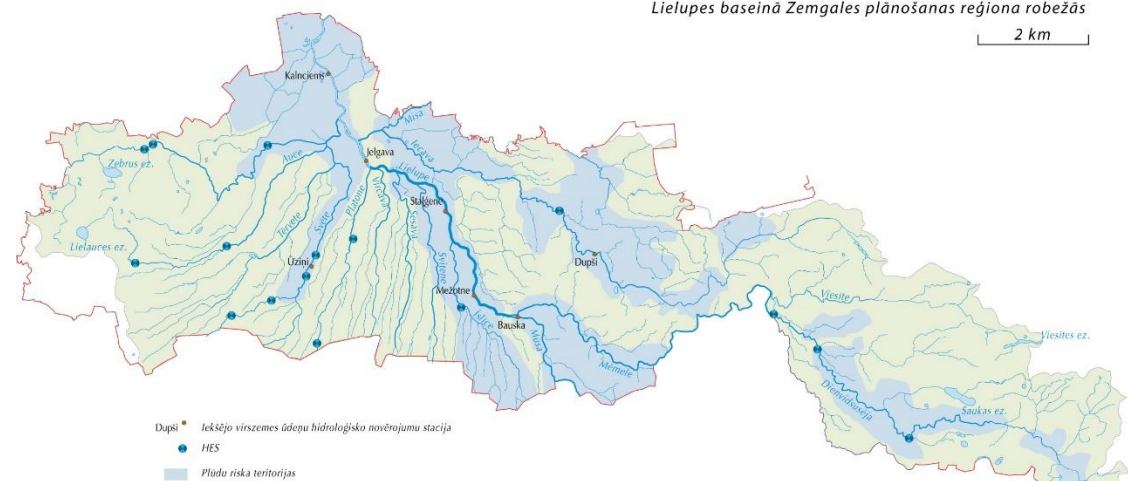 Lielupes baseinā Zemgales plānošanas reģiona robežās
2 km
Kalnciems
Misa
Zebrus ez.
Auce
Jelgava
Iecava
Lielupe
Staļģene
Platone
Vircava
Sesava
Svēte
Tērvete
Lielauces ez.
Ūziņi
Svitene
Dupši
Mežotne
Īslīce
Bauska
Mūsa
Mēmele
Viesīte
Viesītes ez.
Dienvidsusēja
Saukas ez.
Dupši Iekšējo virszemes ūdeņu hidroloģisko novērojumu stacija
HES
Plūdu riska teritorijas